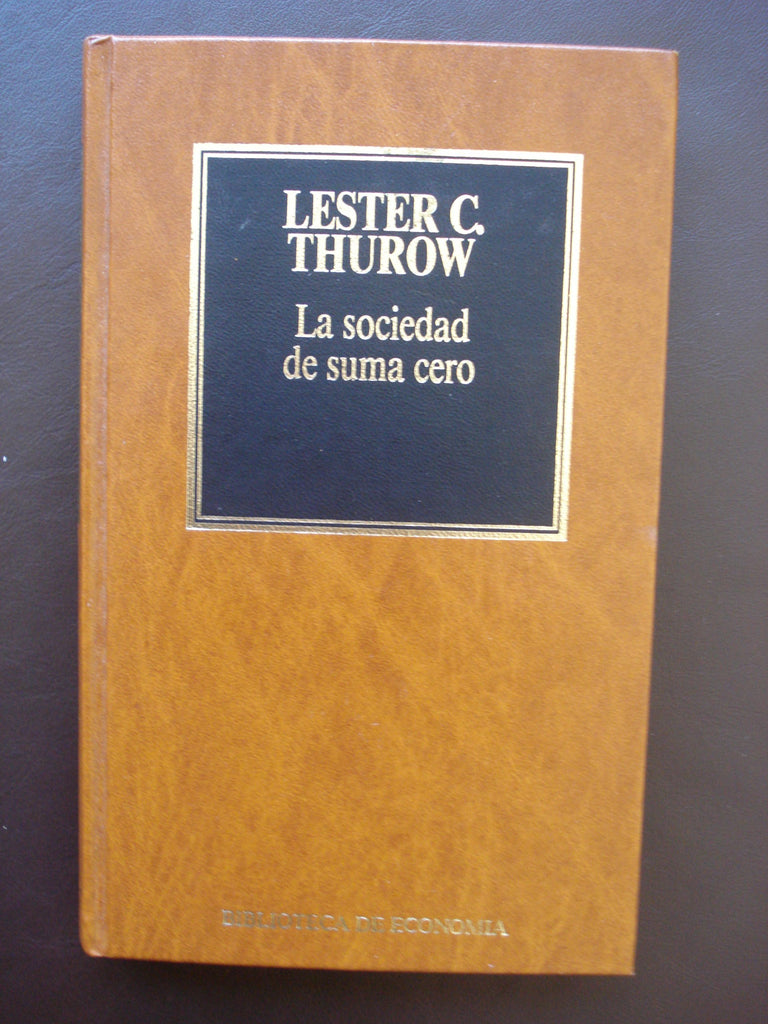 LESTER C.
THUROW
La sociedad
de suma cero
BIBLIOTECA DE ECONOMIA